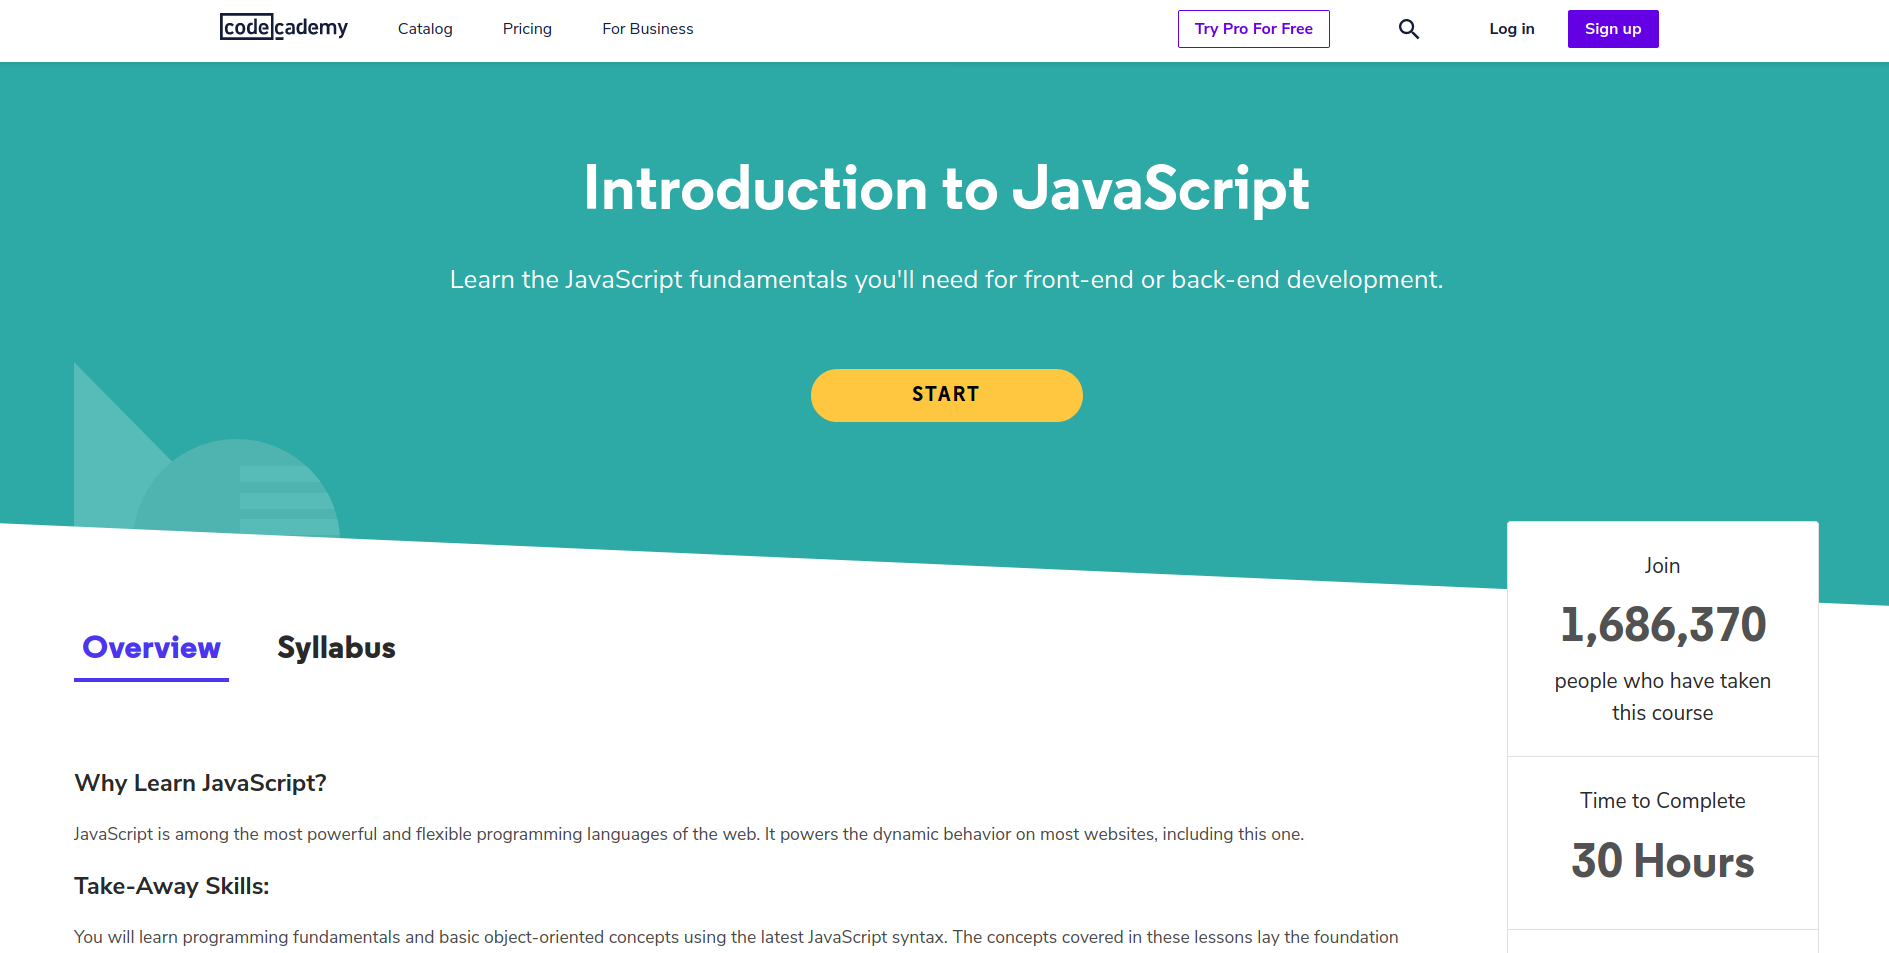 codecademy Catalog Pricing For Business Try Pro For Free Log in Sign up
Introduction to JavaScript
Learn the JavaScript fundamentals you'll need for front-end or back-end development.
START
Join
1,686,370
people who have taken
this course
Time to Complete
30 Hours
Overview Syllabus
Why Learn JavaScript?
JavaScript is among the most powerful and flexible programming languages of the web. It powers the dynamic behavior on most websites, including this one.
Take-Away Skills:
You will learn programming fundamentals and basic object-oriented concepts using the latest JavaScript syntax. The concepts covered in these lessons lay the foundation